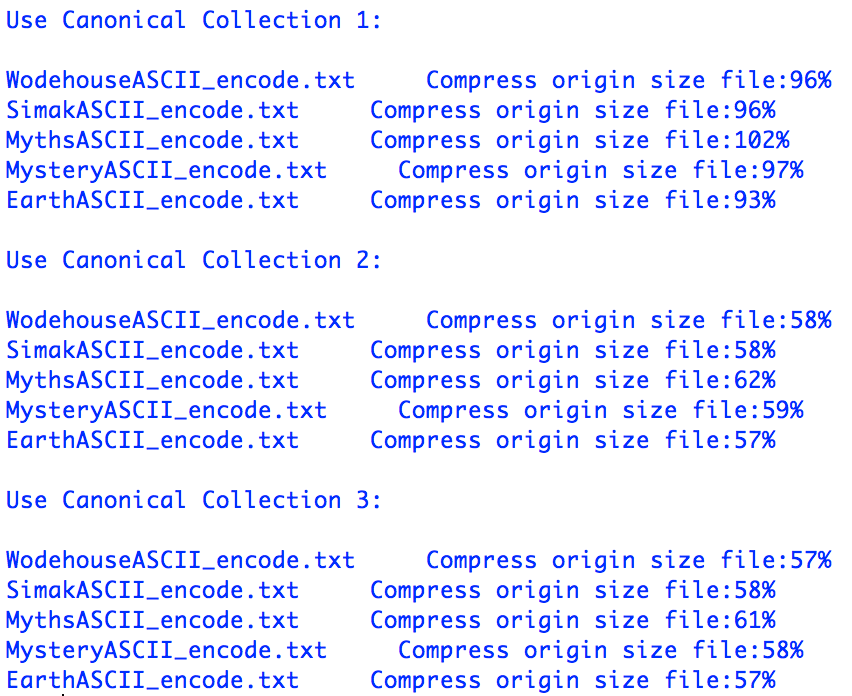 Use Canonical Collection 1:
WodehouseASCII_encode.txt     Compress origin size file:96%
SimakASCII_encode.txt     Compress origin size file:96%
MythsASCII_encode.txt     Compress origin size file:102%
MysteryASCII_encode.txt     Compress origin size file:97%
EarthASCII_encode.txt     Compress origin size file:93%
Use Canonical Collection 2:
WodehouseASCII_encode.txt     Compress origin size file:58%
SimakASCII_encode.txt     Compress origin size file:58%
MythsASCII_encode.txt     Compress origin size file:62%
MysteryASCII_encode.txt     Compress origin size file:59%
EarthASCII_encode.txt     Compress origin size file:57%
Use Canonical Collection 3:
WodehouseASCII_encode.txt     Compress origin size file:57%
SimakASCII_encode.txt     Compress origin size file:58%
MythsASCII_encode.txt     Compress origin size file:61%
MysteryASCII_encode.txt     Compress origin size file:58%
EarthASCII_encode.txt     Compress origin size file:57%